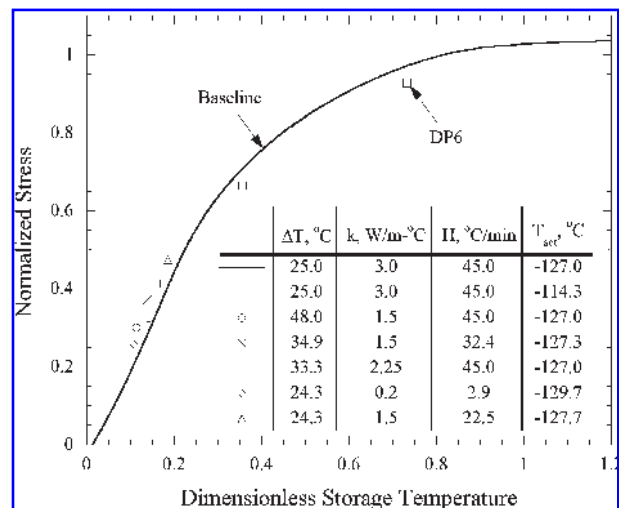 1
0.8
0.6
0.4
0.2
0
Normalized Stress
Baseline
DP6
ΔT, °C k, W/m-°C H, °C/min T_act, °C
25.0 3.0 45.0 -127.0
25.0 3.0 45.0 -114.3
48.0 1.5 45.0 -127.0
34.9 1.5 32.4 -127.3
33.3 2.25 45.0 -127.0
24.3 0.2 2.9 -129.7
24.3 1.5 22.5 -127.7
0 0.2 0.4 0.6 0.8 1 1.2
Dimensionless Storage Temperature